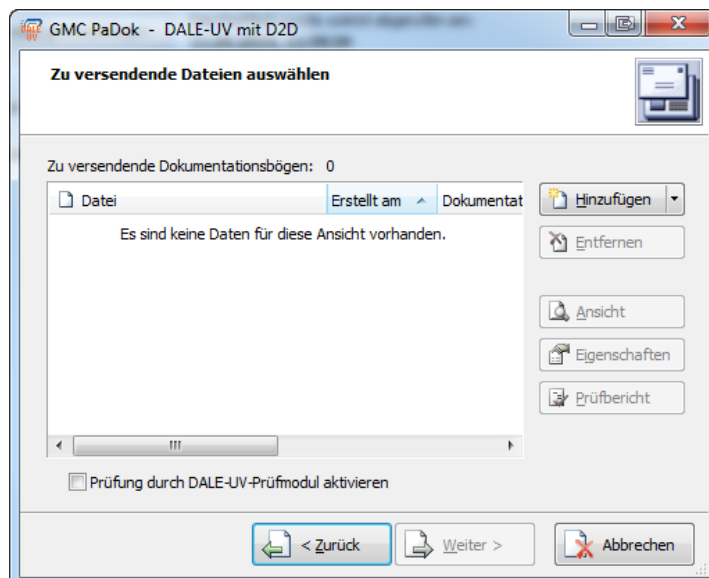 GMC PaDok - DALE-UV mit D2D
Zu versendende Dateien auswählen
Zu versendende Dokumentationsbögen: 0
Datei Erstellt am Dokumentat
Es sind keine Daten für diese Ansicht vorhanden.
Hinzufügen
Entfernen
Ansicht
Eigenschaften
Prüfbericht
Prüfung durch DALE-UV-Prüfmodul aktivieren
< Zurück
Weiter >
Abbrechen